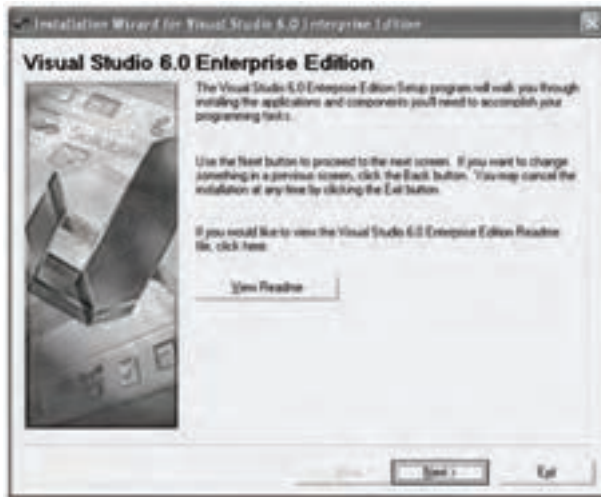 Installation Wizard for Visual Studio 6.0 Enterprise Edition
Visual Studio 6.0 Enterprise Edition
The Visual Studio 6.0 Enterprise Edition Setup program will walk you through
installing the applications and components you'll need to accomplish your
programming tasks.
Use the Next button to proceed to the next screen. If you want to change
something in a previous screen, click the Back button. You may cancel the
installation at any time by clicking the Exit button.
If you would like to view the Visual Studio 6.0 Enterprise Edition Readme
file, click here:
View Readme
Next >
Exit